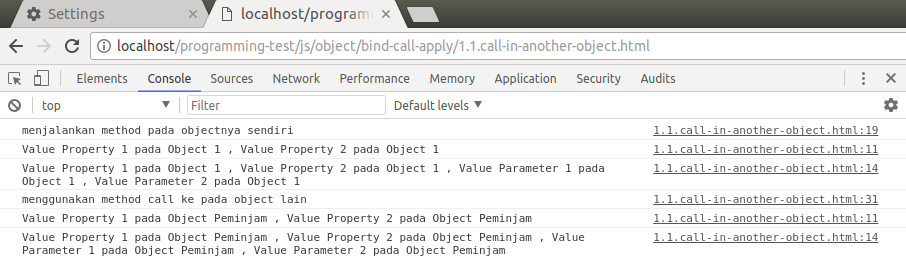 Settings
localhost/program
localhost/programming-test/js/object/bind-call-apply/1.1.call-in-another-object.html
Elements Console Sources Network Performance Memory Application Security Audits
top Filter Default levels
menjalankan method pada objectnya sendiri 1.1.call-in-another-object.html:19
Value Property 1 pada Object 1 , Value Property 2 pada Object 1 1.1.call-in-another-object.html:11
Value Property 1 pada Object 1 , Value Property 2 pada Object 1 , Value Parameter 1 pada 1.1.call-in-another-object.html:14
Object 1 , Value Parameter 2 pada Object 1
menggunakan method call ke pada object lain 1.1.call-in-another-object.html:31
Value Property 1 pada Object Peminjam , Value Property 2 pada Object Peminjam 1.1.call-in-another-object.html:11
Value Property 1 pada Object Peminjam , Value Property 2 pada Object Peminjam , Value 1.1.call-in-another-object.html:14
Parameter 1 pada Object Peminjam , Value Parameter 2 pada Object Peminjam